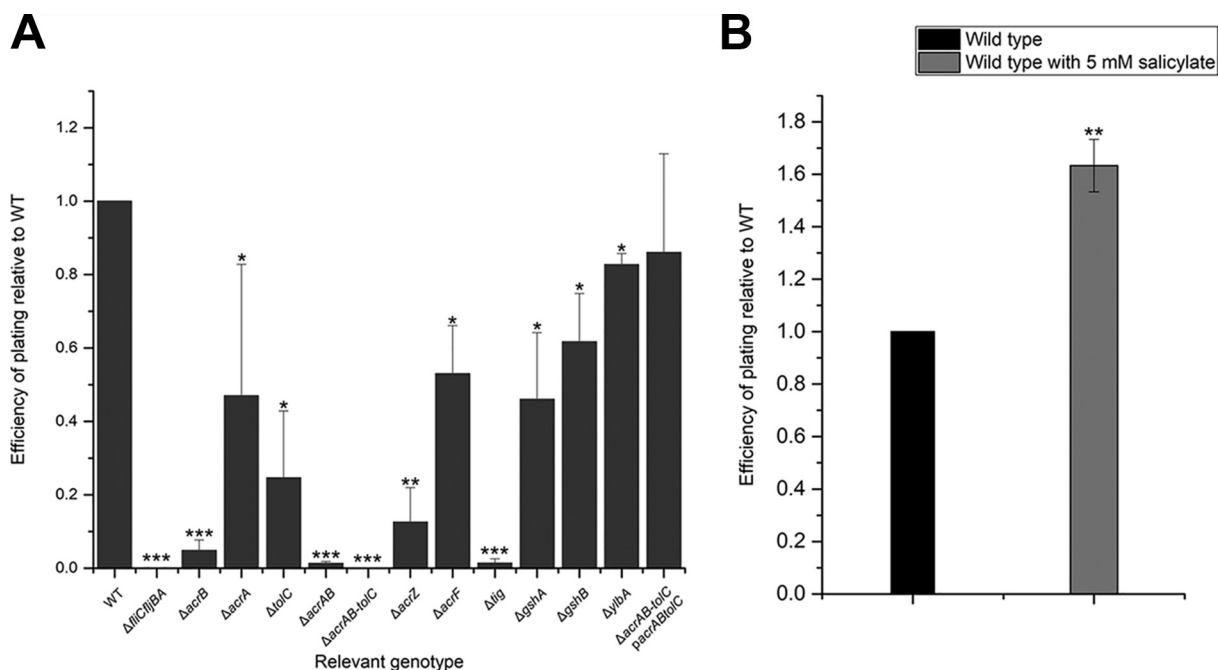 A
Efficiency of plating relative to WT
1.2
1.0
0.8
0.6
0.4
0.2
0.0
***
***
*
*
***
***
**
*
***
*
*
*
WT
ΔfliCfljBA
ΔacrB
ΔacrA
ΔtolC
ΔacrAB
ΔacrAB-tolC
ΔacrZ
ΔacrF
Δtig
ΔgshA
ΔgshB
ΔylbA
ΔacrAB-tolC
pacrABtolC
Relevant genotype
B
Wild type
Wild type with 5 mM salicylate
Efficiency of plating relative to WT
1.8
1.6
1.4
1.2
1.0
0.8
0.6
0.4
0.2
0.0
**